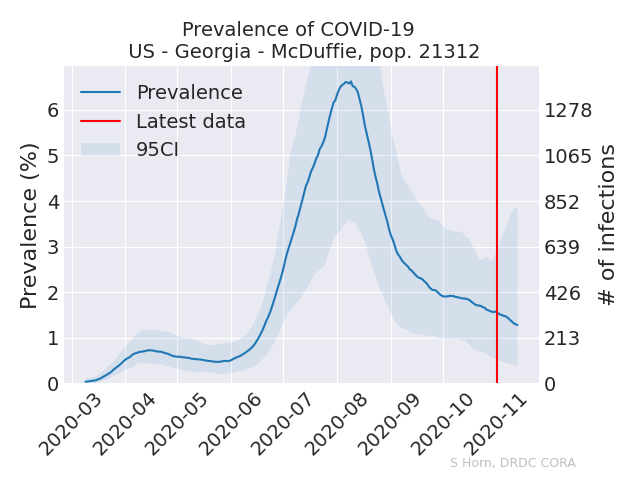 Prevalence of COVID-19
US - Georgia - McDuffie, pop. 21312
Prevalence
Latest data
95CI
Prevalence (%)
6
5
4
3
2
1
0
1278
1065
852
639
426
213
0
# of infections
2020-03
2020-04
2020-05
2020-06
2020-07
2020-08
2020-09
2020-10
2020-11
S Horn, DRDC CORA